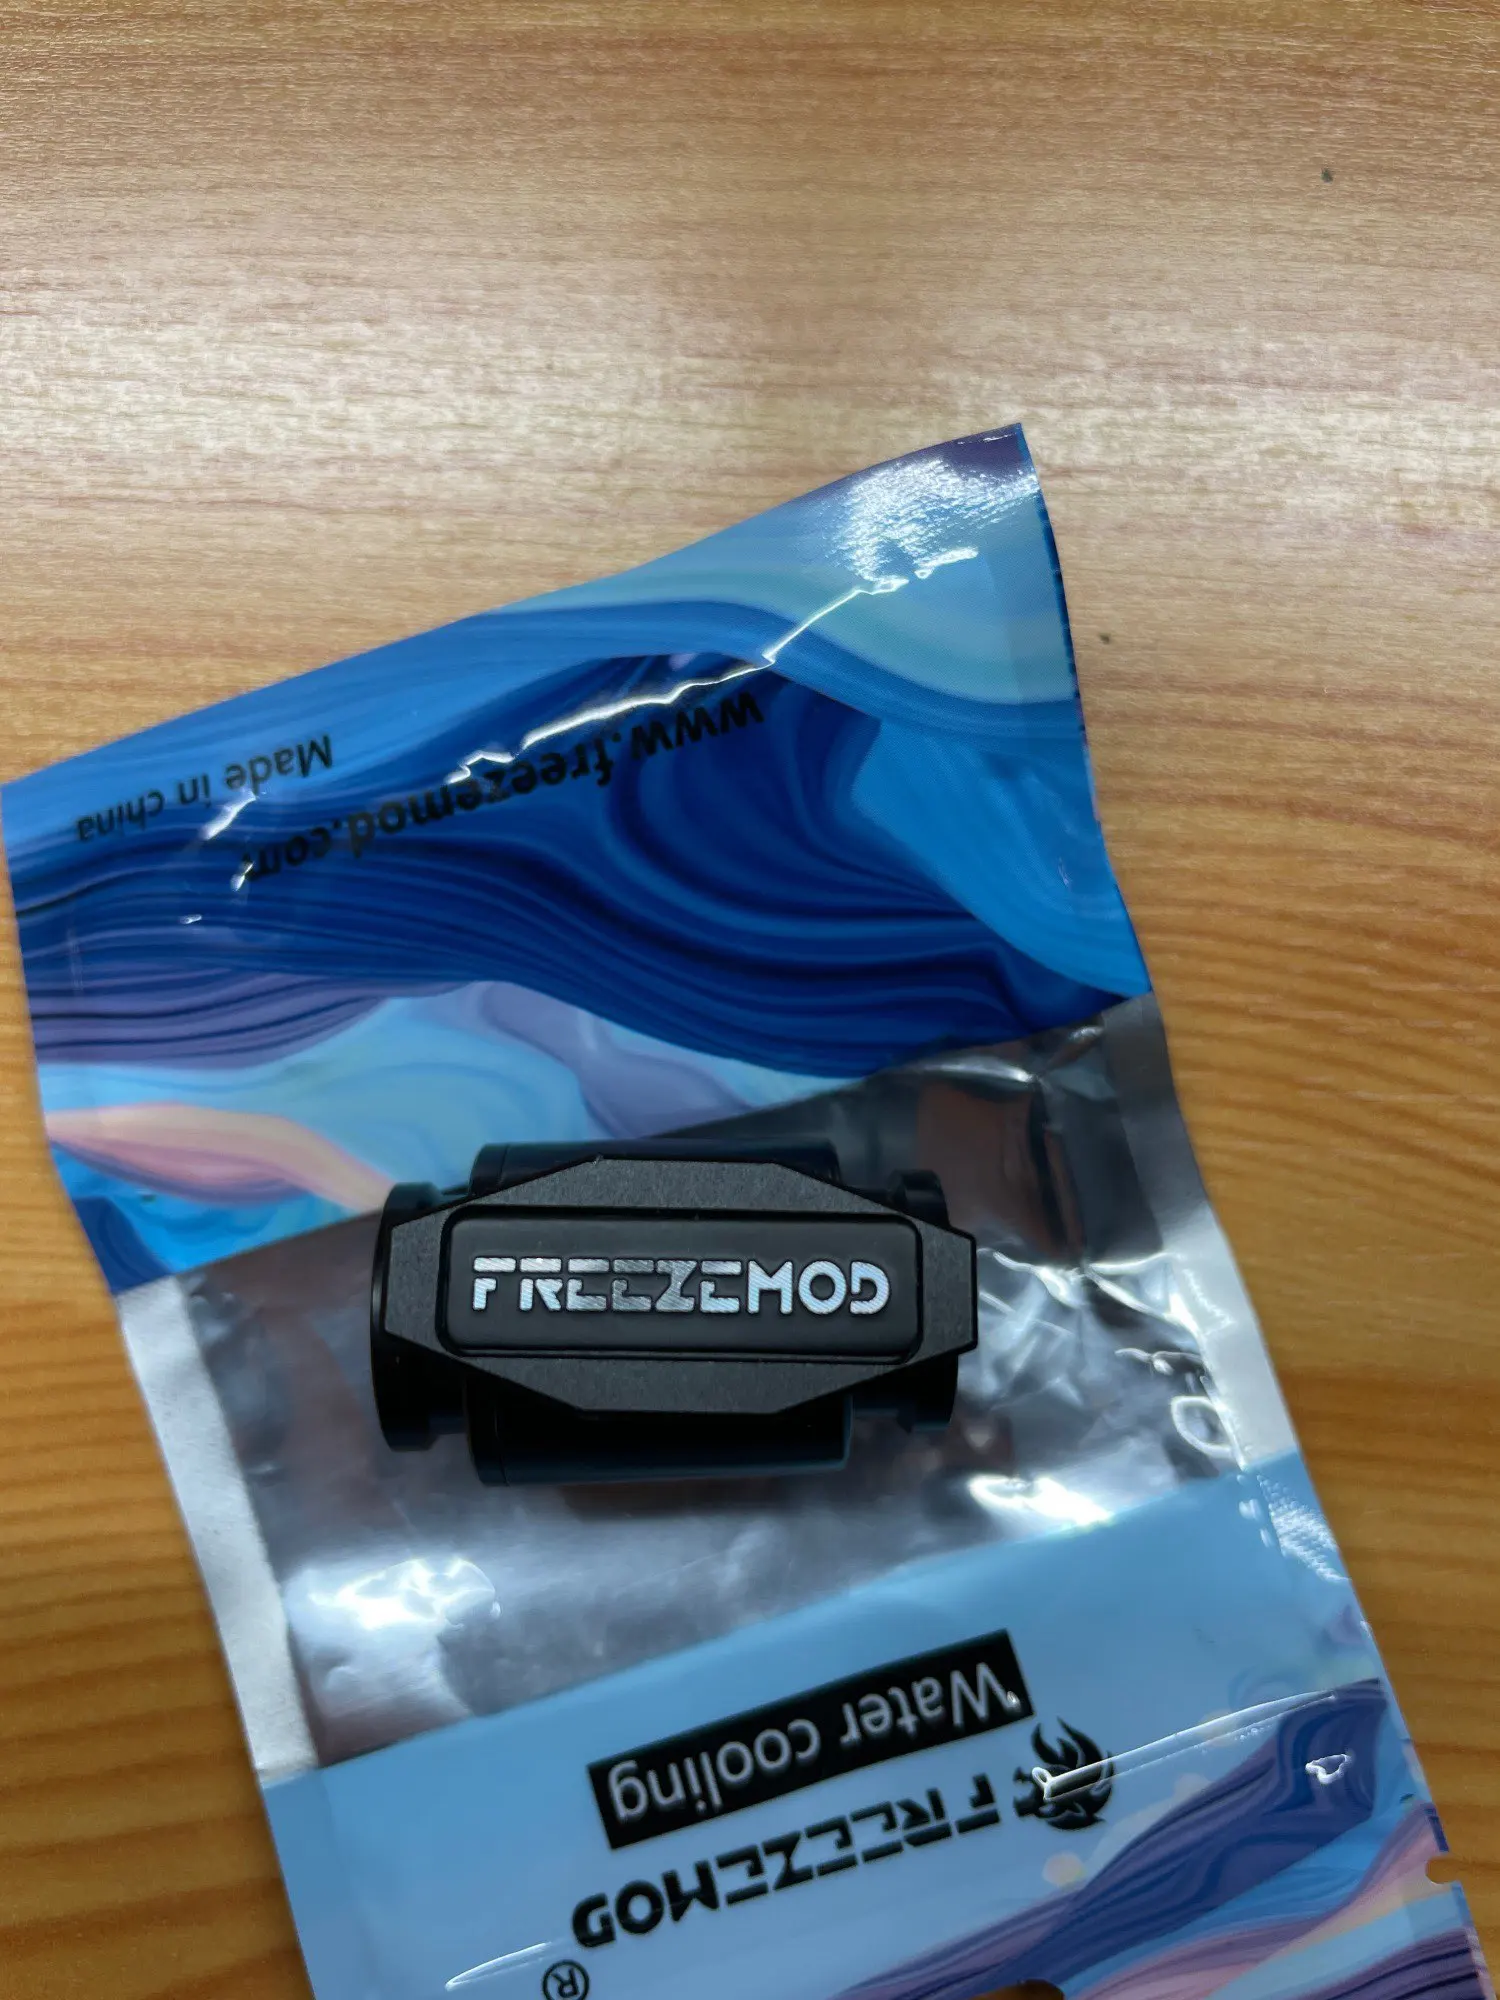 FREEZEMOD
FREEZEMOD®
Water cooling
www.freezemod.com
Made in china